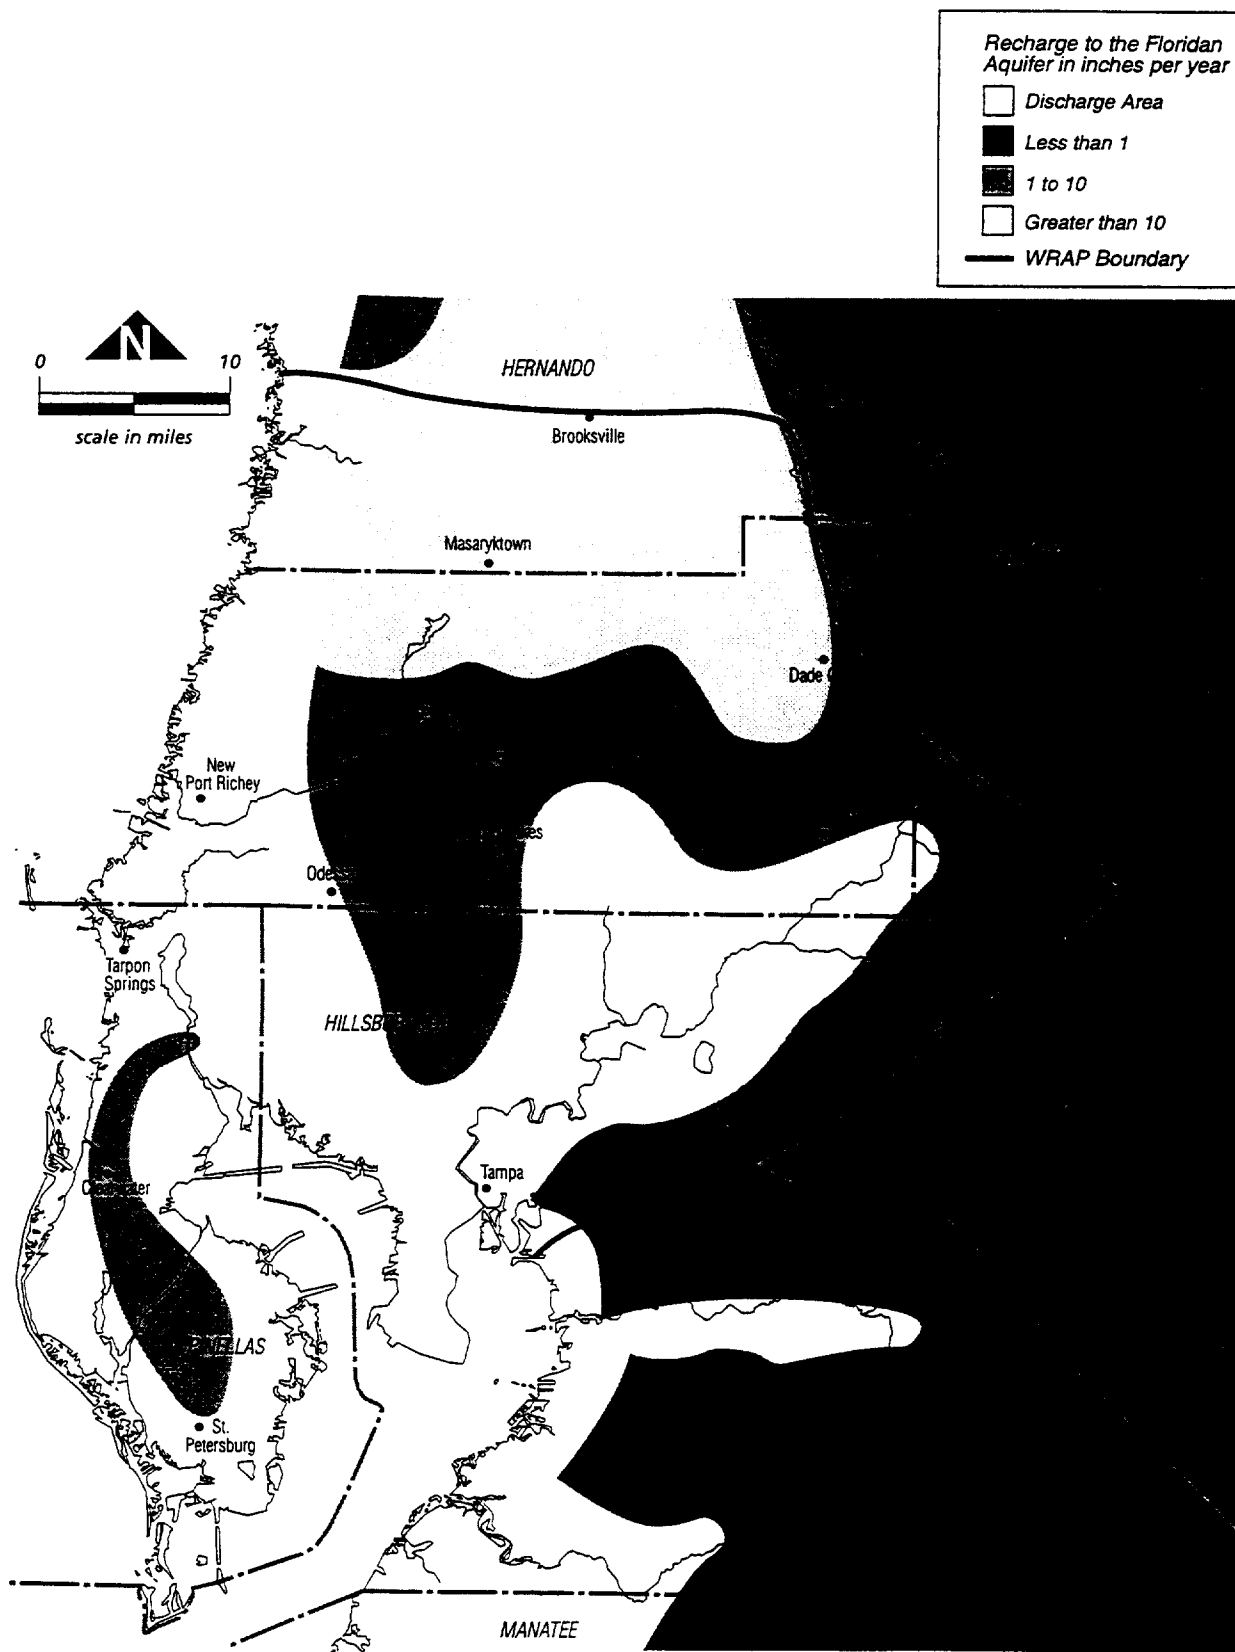 Recharge to the Floridan
Aquifer in inches per year
Discharge Area
Less than 1
1 to 10
Greater than 10
WRAP Boundary
N
0 10
scale in miles
HERNANDO
Brooksville
Masaryktown
Dade
New
Port Richey
Tarpon
Springs
Tampa
St.
Petersburg
MANATEE